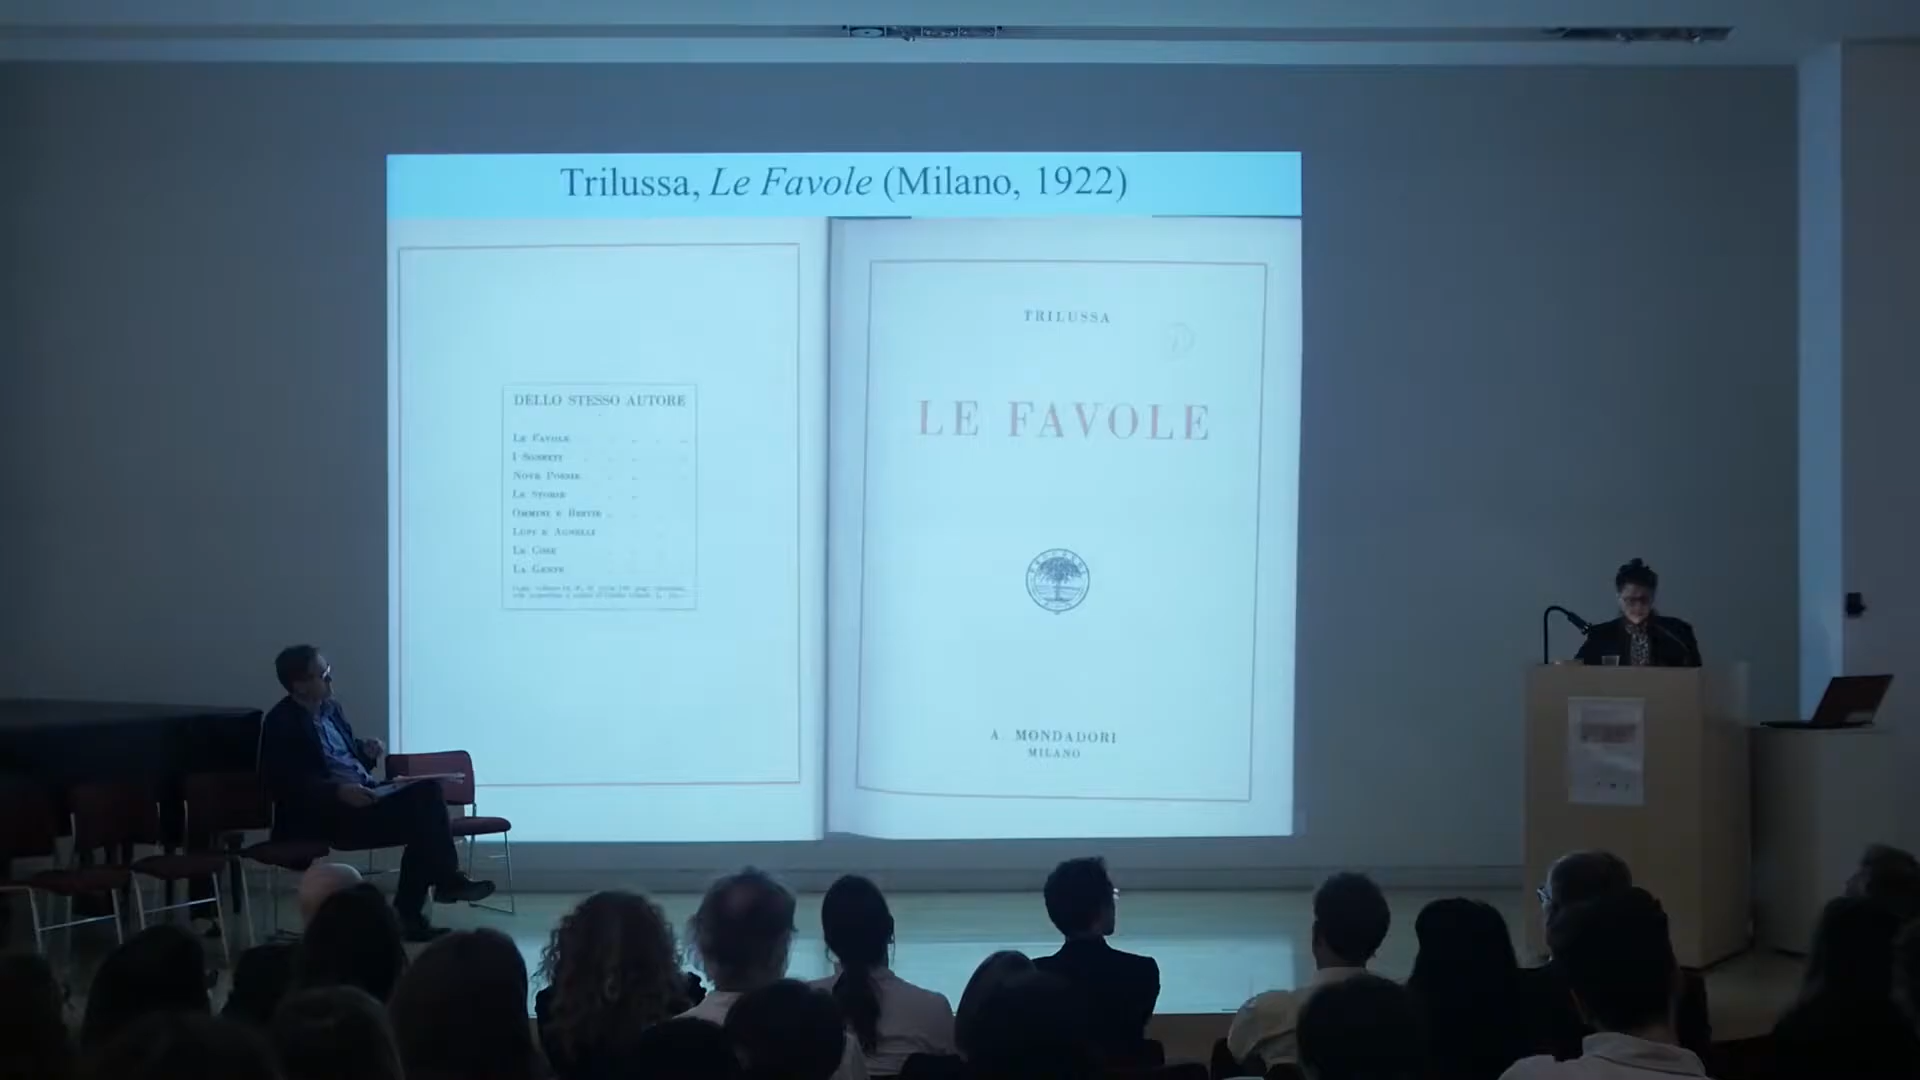 Trilussa, Le Favole (Milano, 1922)
DELLO STESSO AUTORE
LE FAVOLE
I SONETTI
NOVE POESIE
LE STORIE
OMMINI E BESTIE
LUPI E AGNELLI
LE COSE
LA GENTE
TRILUSSA
LE FAVOLE
A. MONDADORI
MILANO